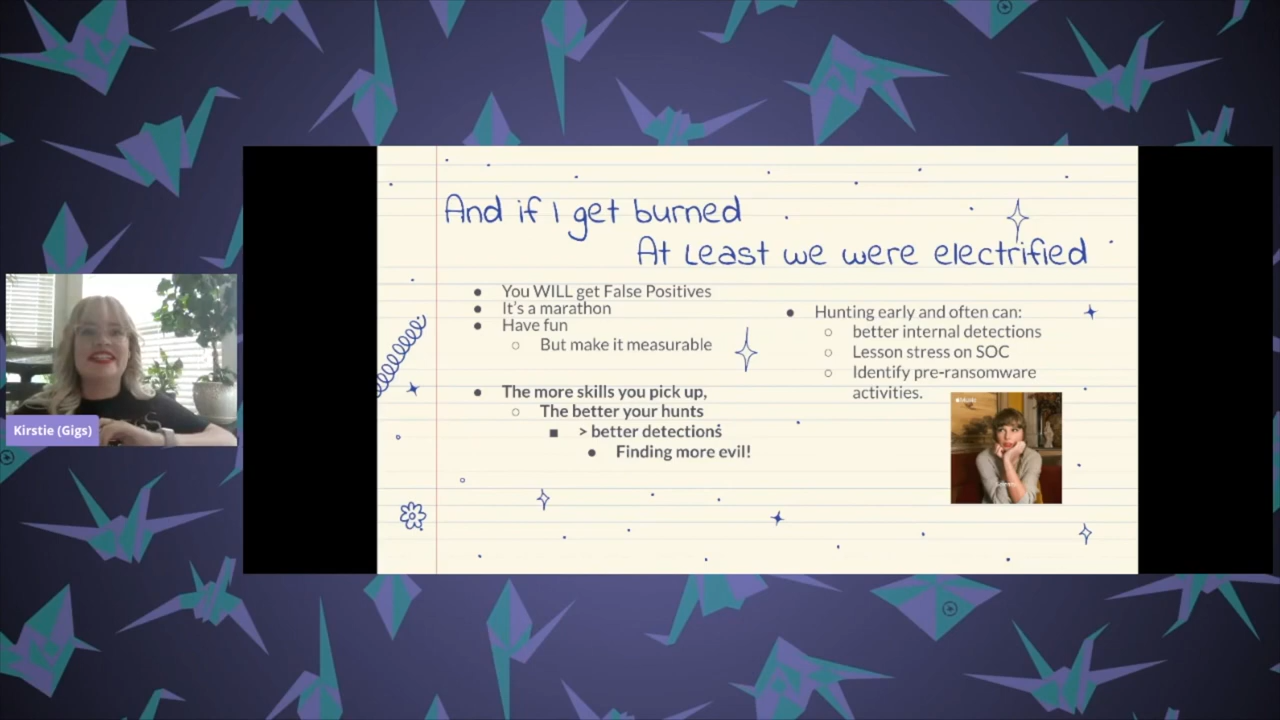 And if I get burned
At Least we were electrified
You WILL get False Positives
It's a marathon
Have fun
But make it measurable
The more skills you pick up,
The better your hunts
> better detections
Finding more evil!
Hunting early and often can:
better internal detections
Lesson stress on SOC
Identify pre-ransomware
activities.
Kirstie (Gigs)